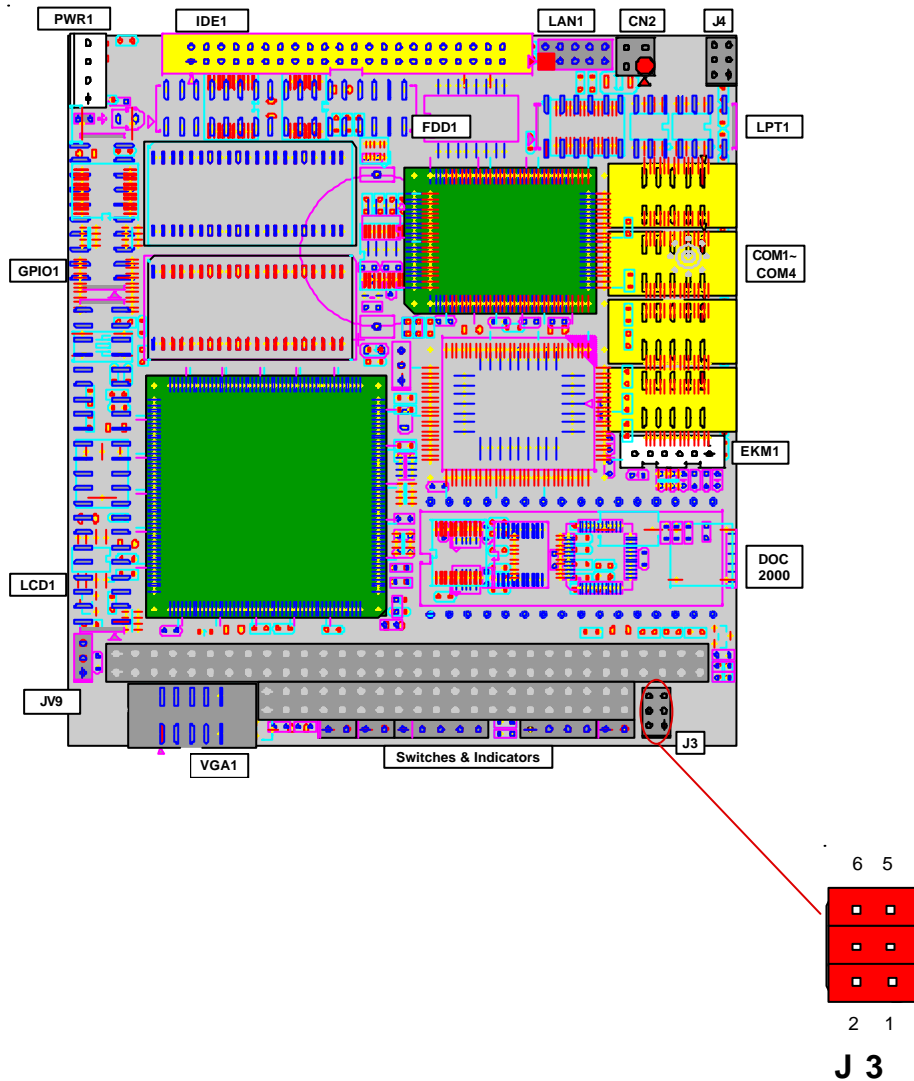 PWR1
IDE1
LAN1
CN2
J4
FDD1
LPT1
GPIO1
COM1~
COM4
EKM1
LCD1
DOC
2000
JV9
VGA1
Switches & Indicators
J3
6 5
2 1
J 3